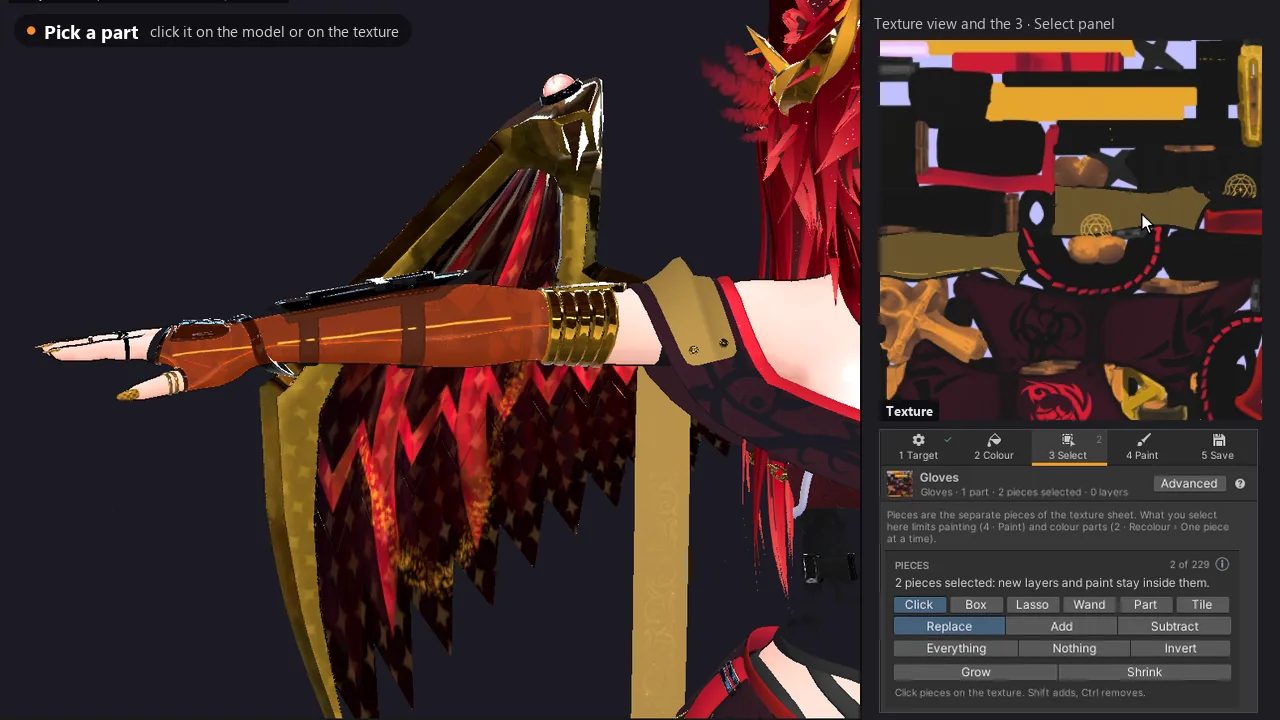 Pick a part click it on the model or on the texture
Texture view and the 3 · Select panel
Texture
1 Target
2 Colour
3 Select 2
4 Paint
5 Save
Gloves
Advanced ?
Gloves · 1 part · 2 pieces selected · 0 layers
Pieces are the separate pieces of the texture sheet. What you select
here limits painting (4 · Paint) and colour parts (2 · Recolour › One piece
at a time).
PIECES 2 of 229
2 pieces selected: new layers and paint stay inside them.
Click Box Lasso Wand Part Tile
Replace Add Subtract
Everything Nothing Invert
Grow Shrink
Click pieces on the texture. Shift adds, Ctrl removes.